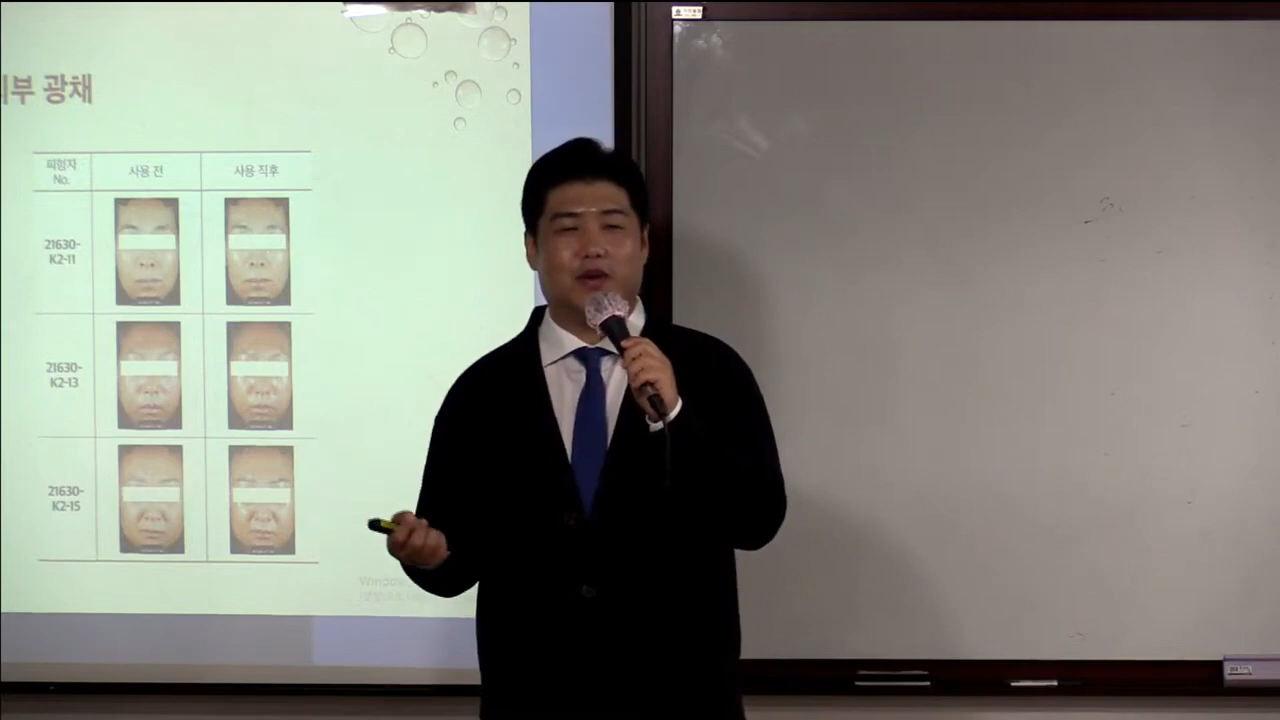 피부 광채
피험자
No.
사용 전
사용 직후
21630-
K2-11
21630-
K2-13
21630-
K2-15
Windows